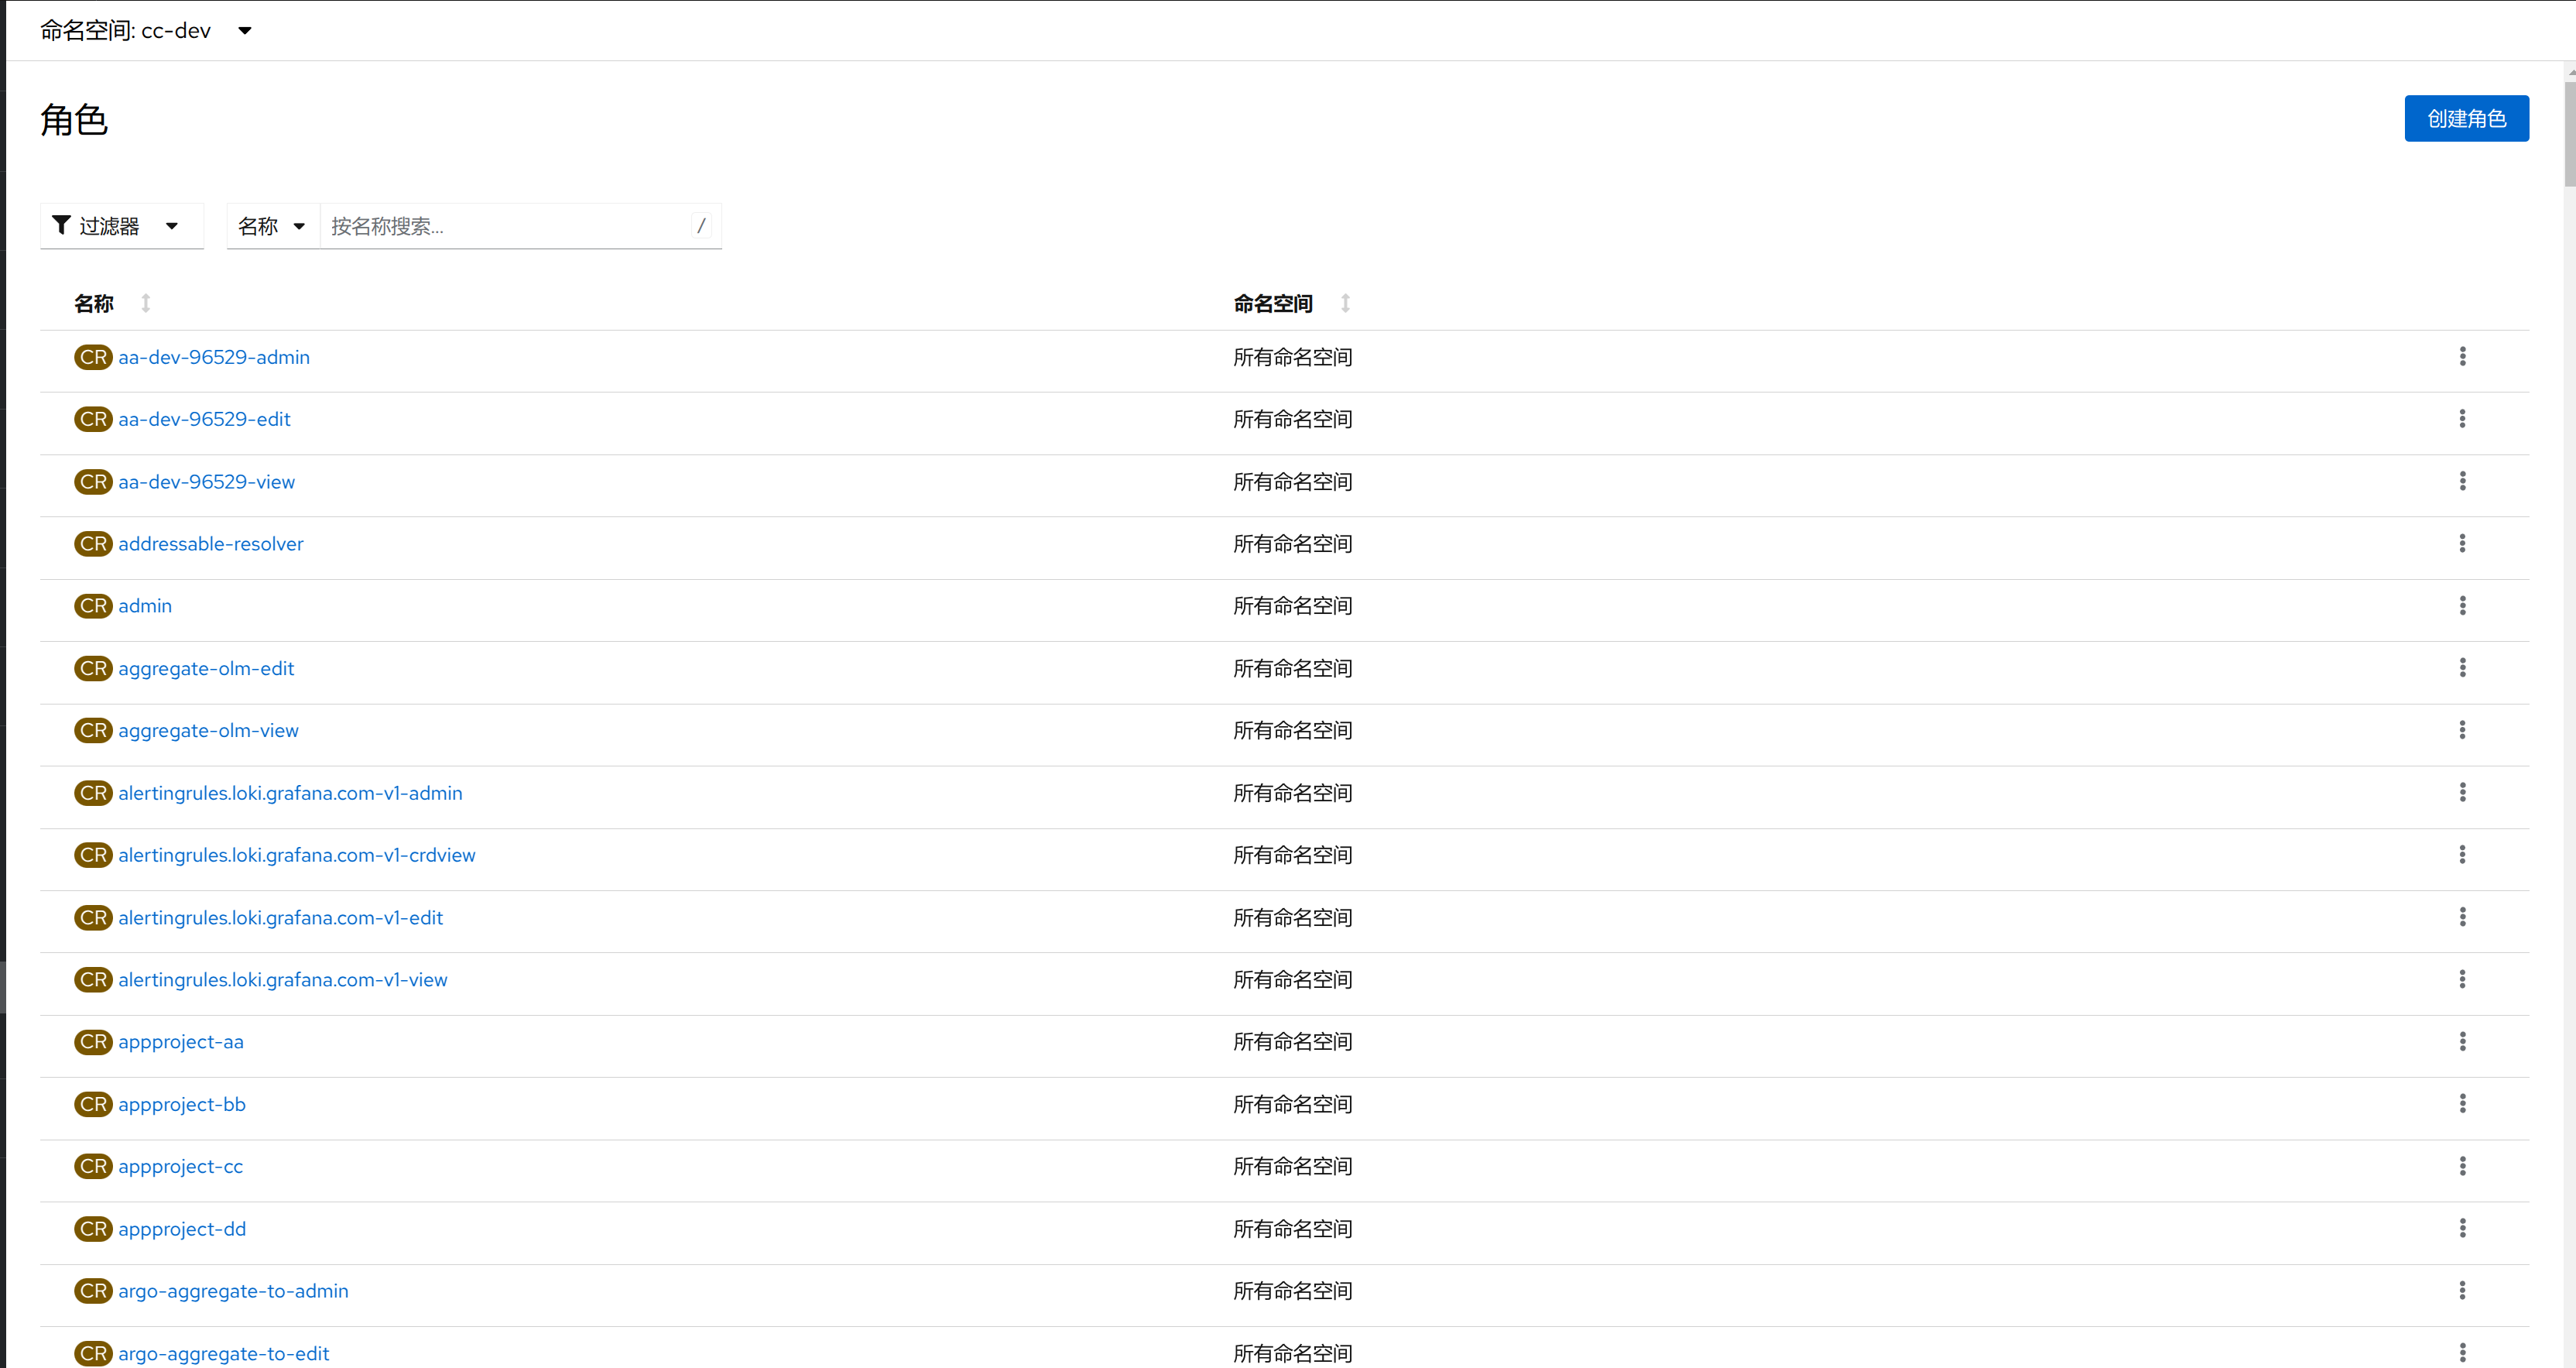 命名空间: cc-dev
角色
创建角色
过滤器 名称 按名称搜索... /
名称 命名空间
CR aa-dev-96529-admin 所有命名空间
CR aa-dev-96529-edit 所有命名空间
CR aa-dev-96529-view 所有命名空间
CR addressable-resolver 所有命名空间
CR admin 所有命名空间
CR aggregate-olm-edit 所有命名空间
CR aggregate-olm-view 所有命名空间
CR alertingrules.loki.grafana.com-v1-admin 所有命名空间
CR alertingrules.loki.grafana.com-v1-crdview 所有命名空间
CR alertingrules.loki.grafana.com-v1-edit 所有命名空间
CR alertingrules.loki.grafana.com-v1-view 所有命名空间
CR appproject-aa 所有命名空间
CR appproject-bb 所有命名空间
CR appproject-cc 所有命名空间
CR appproject-dd 所有命名空间
CR argo-aggregate-to-admin 所有命名空间
CR argo-aggregate-to-edit 所有命名空间